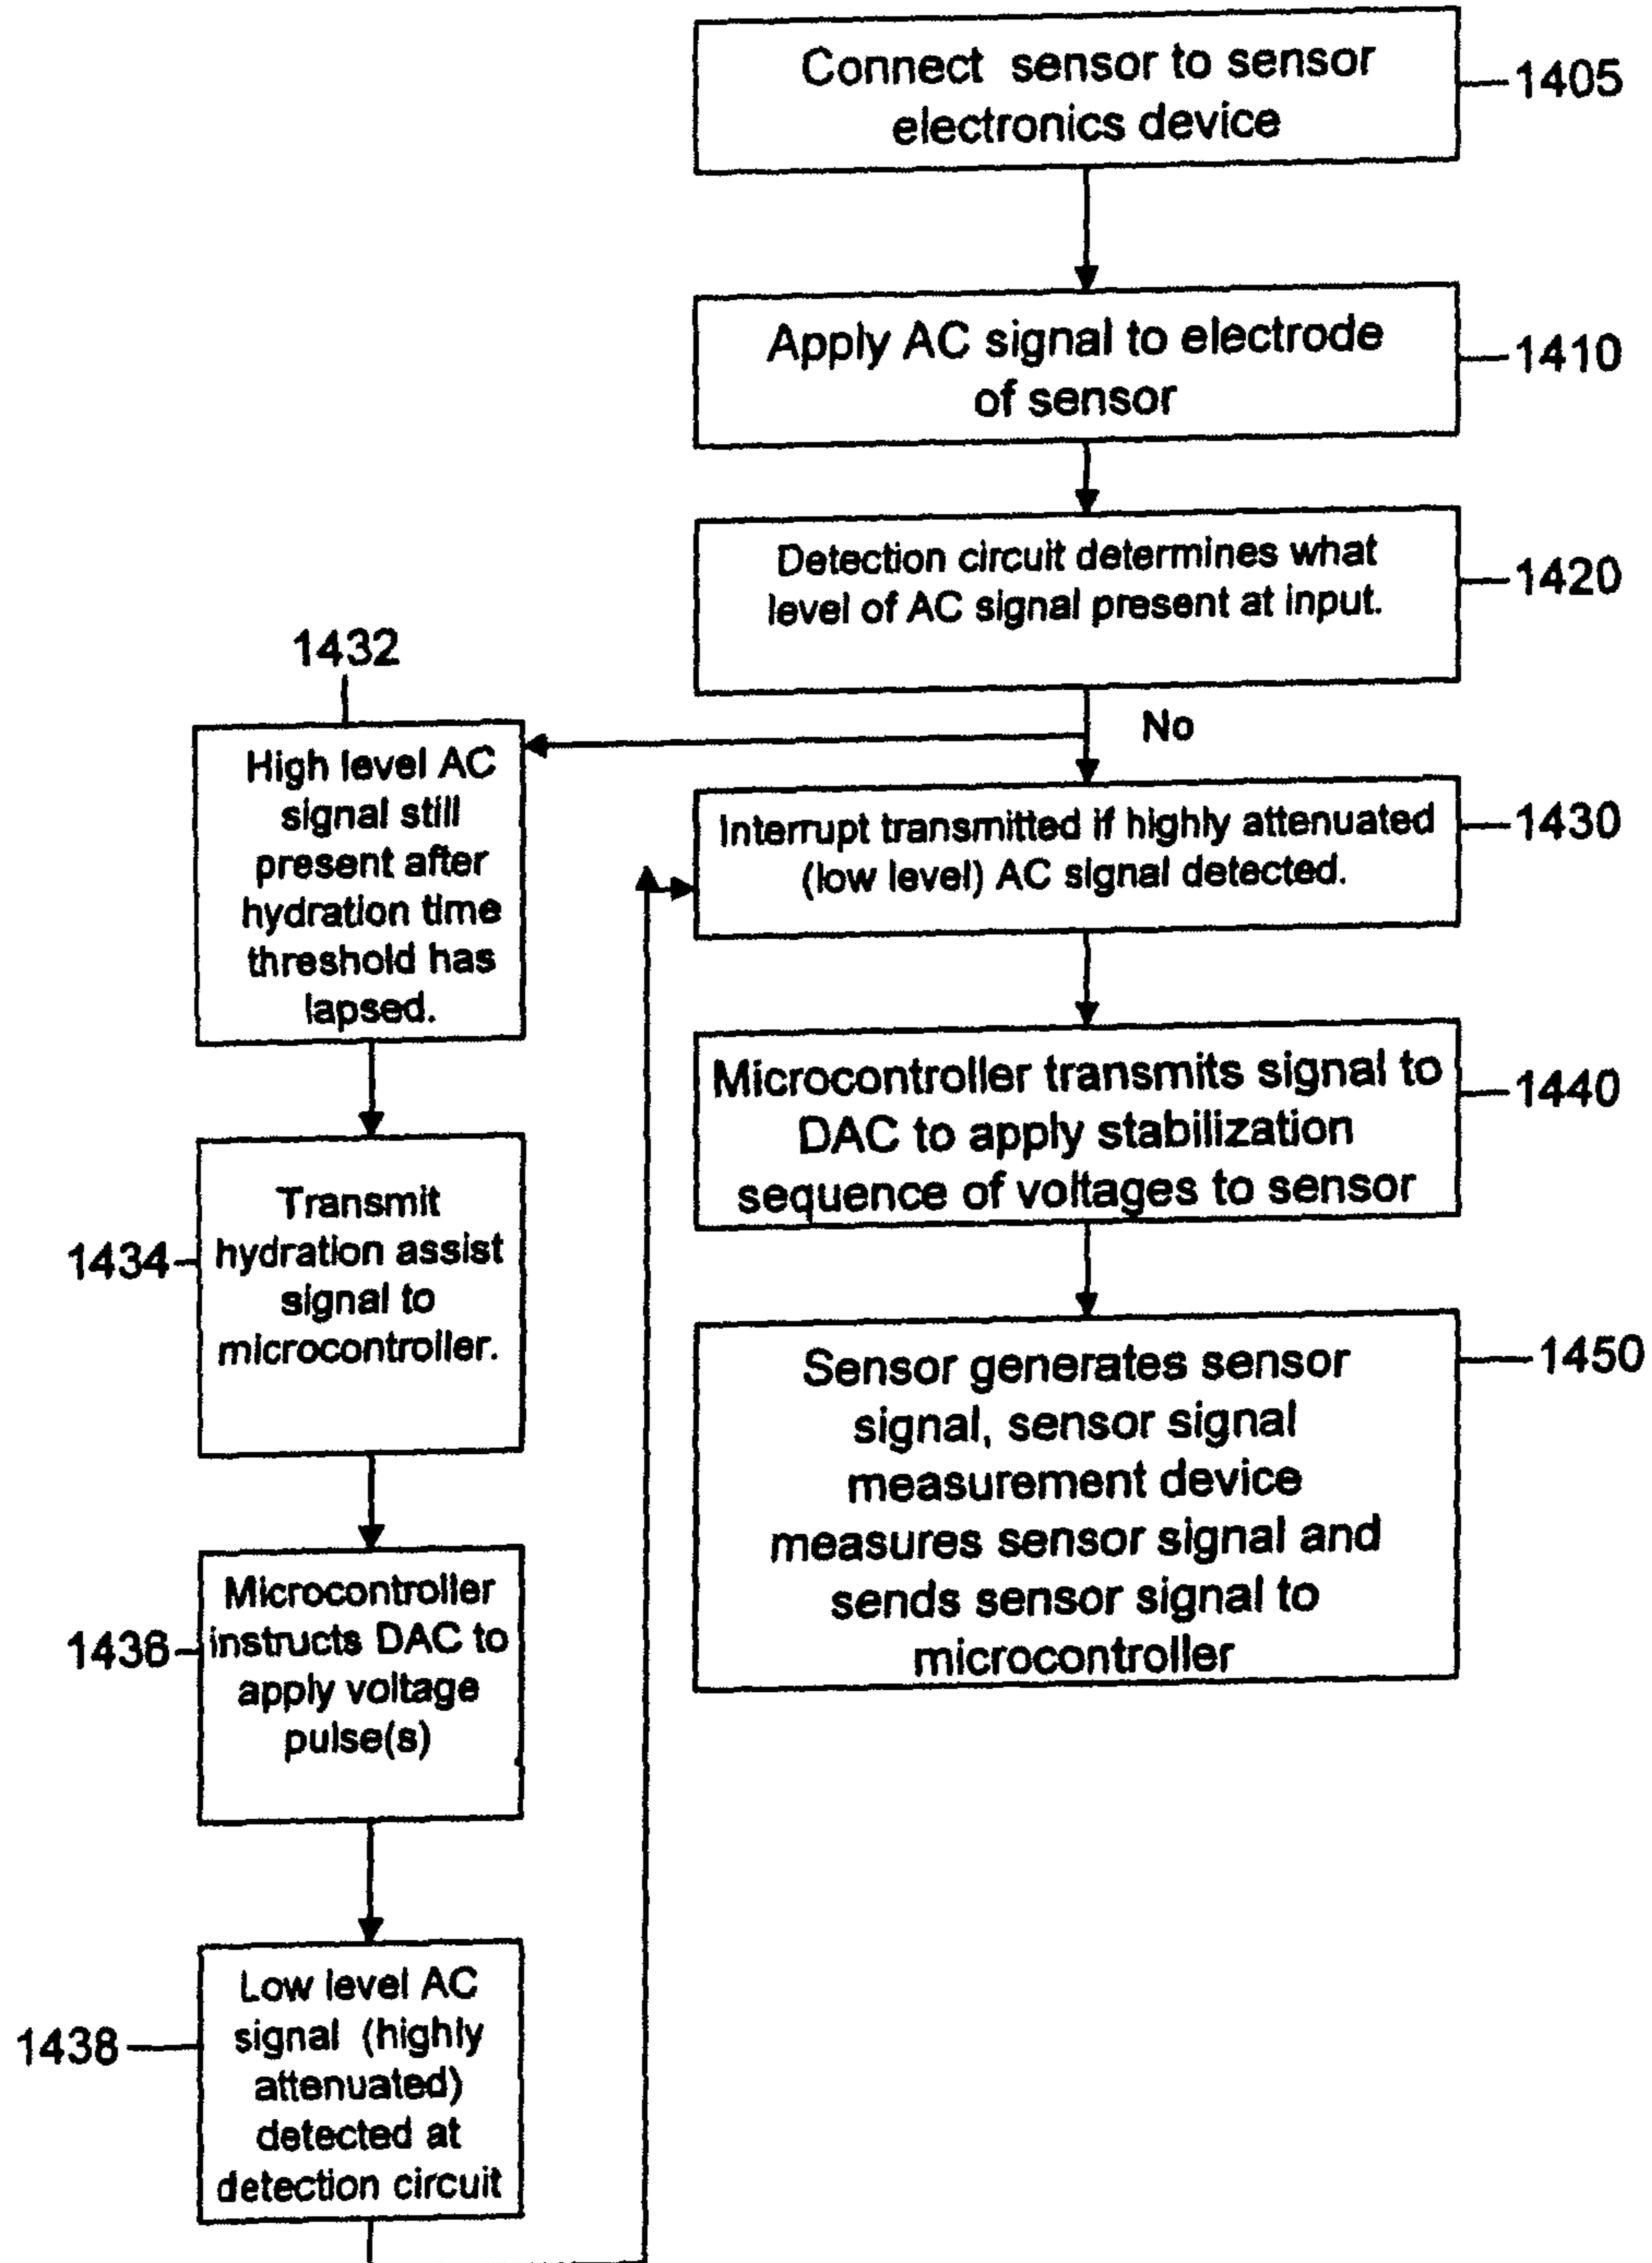 Connect sensor to sensor
electronics device
1405
Apply AC signal to electrode
of sensor
1410
Detection circuit determines what
level of AC signal present at input.
1420
No
1432
High level AC
signal still
present after
hydration time
threshold has
lapsed.
Interrupt transmitted if highly attenuated
(low level) AC signal detected.
1430
Transmit
hydration assist
signal to
microcontroller.
1434
Microcontroller transmits signal to
DAC to apply stabilization
sequence of voltages to sensor
1440
Microcontroller
instructs DAC to
apply voltage
pulse(s)
1436
Sensor generates sensor
signal, sensor signal
measurement device
measures sensor signal and
sends sensor signal to
microcontroller
1450
Low level AC
signal (highly
attenuated)
detected at
detection circuit
1438